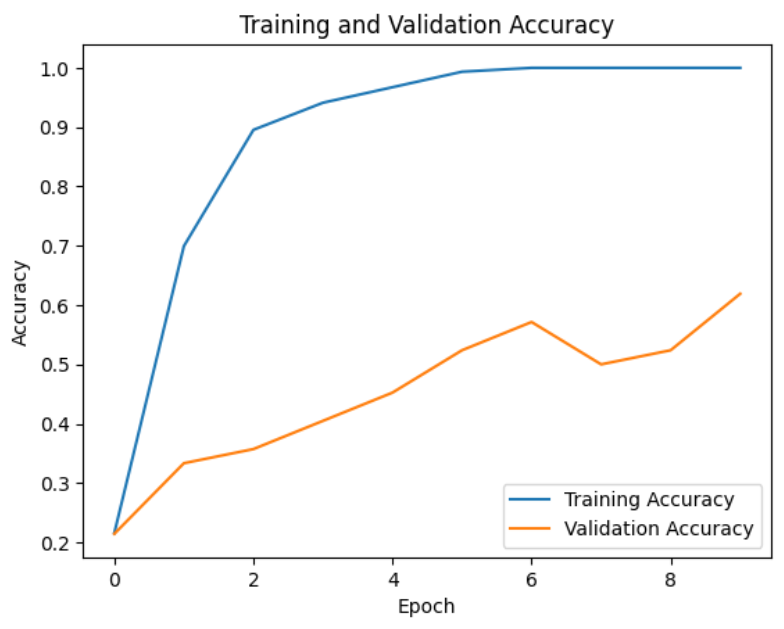 Training and Validation Accuracy
Accuracy
1.0
0.9
0.8
0.7
0.6
0.5
0.4
0.3
0.2
Training Accuracy
Validation Accuracy
0 2 4 6 8
Epoch